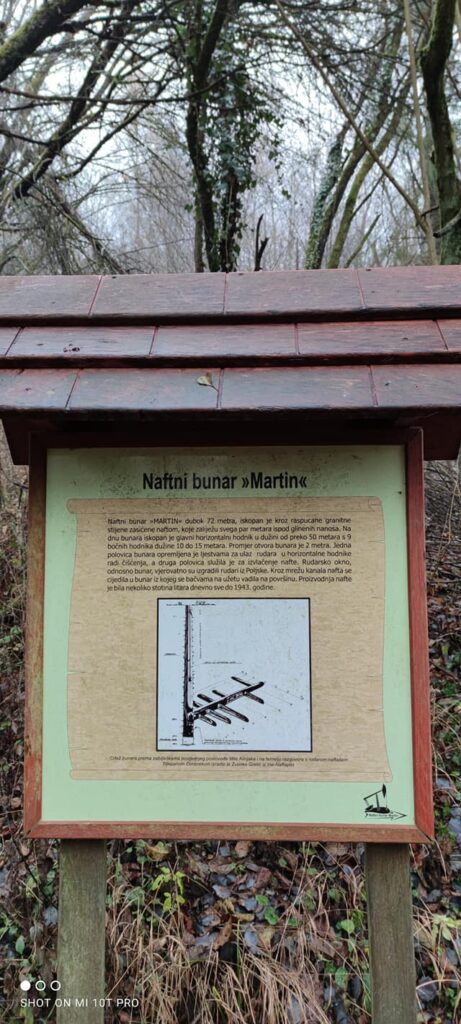 Naftni bunar »Martin«
Naftni bunar »MARTIN« dubok 72 metra, iskopan je kroz raspucane granitne
stijene zasićene naftom, koje zaliježu svega par metara ispod glinenih nanosa. Na
dnu bunara iskopan je glavni horizontalni hodnik u dužini od preko 50 metara s 9
bočnih hodnika dužine 10 do 15 metara. Promjer otvora bunara je 2 metra. Jedna
polovica bunara opremljena je ljestvama za ulaz rudara u horizontalne hodnike
radi čišćenja, a druga polovica služila je za izvlačenje nafte. Rudarsko okno,
odnosno bunar, vjerovatno su izgradili rudari iz Poljske. Kroz mrežu kanala nafta se
cijedila u bunar iz kojeg se bačvama na užetu vadila na površinu. Proizvodnja nafte
je bila nekoliko stotina litara dnevno sve do 1943. godine.
SHOT ON MI 10T PRO